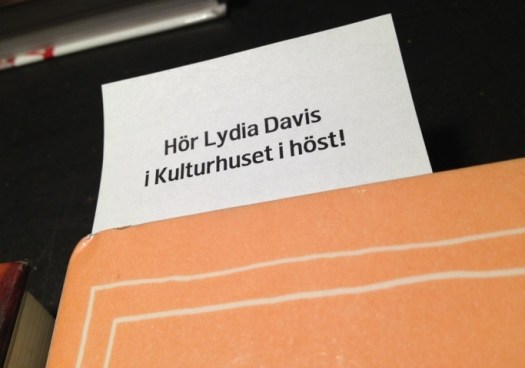 Hör Lydia Davis
i Kulturhuset i höst!